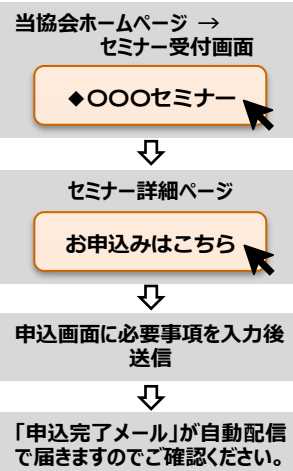 当協会ホームページ →
セミナー受付画面
◆〇〇〇セミナー
セミナー詳細ページ
お申込みはこちら
申込画面に必要事項を入力後
送信
「申込完了メール」が自動配信
で届きますのでご確認ください。